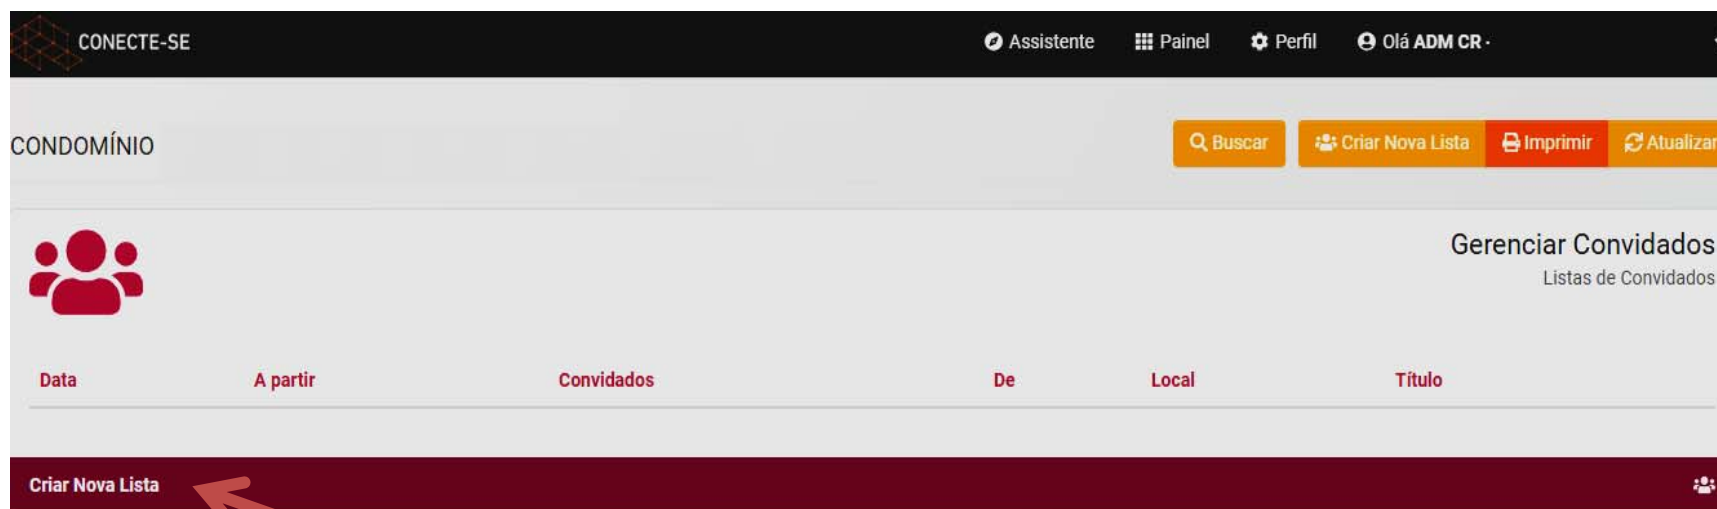 CONECTE-SE Assistente Painel Perfil Olá ADM CR -
CONDOMÍNIO Buscar Criar Nova Lista Imprimir Atualizar
Gerenciar Convidados
Listas de Convidados
Data A partir Convidados De Local Título
Criar Nova Lista